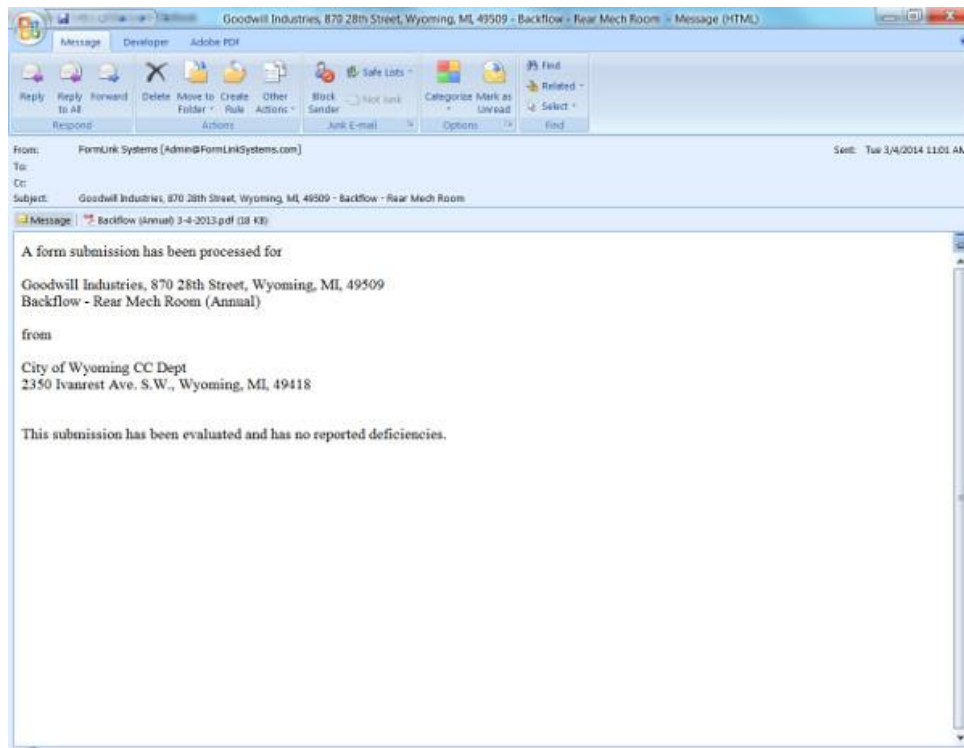 Goodwill Industries, 870 28th Street, Wyoming, MI, 49509 - Backflow - Rear Mech Room - Message (HTML)
Message Developer Adobe PDF
Reply Reply to All Forward Delete Move to Folder Create Rule Other Actions Block Sender Safe Lists Not Junk Categorize Mark as Unread Find Related Select
Respond Actions Junk E-mail Options Find
From: FormLink Systems [Admin@FormLinkSystems.com] Sent: Tue 3/4/2014 11:01 AM
To:
Cc:
Subject: Goodwill Industries, 870 28th Street, Wyoming, MI, 49509 - Backflow - Rear Mech Room
Message Backflow (Annual) 3-4-2013.pdf (18 KB)
A form submission has been processed for
Goodwill Industries, 870 28th Street, Wyoming, MI, 49509
Backflow - Rear Mech Room (Annual)
from
City of Wyoming CC Dept
2350 Ivanrest Ave. S.W., Wyoming, MI, 49418
This submission has been evaluated and has no reported deficiencies.